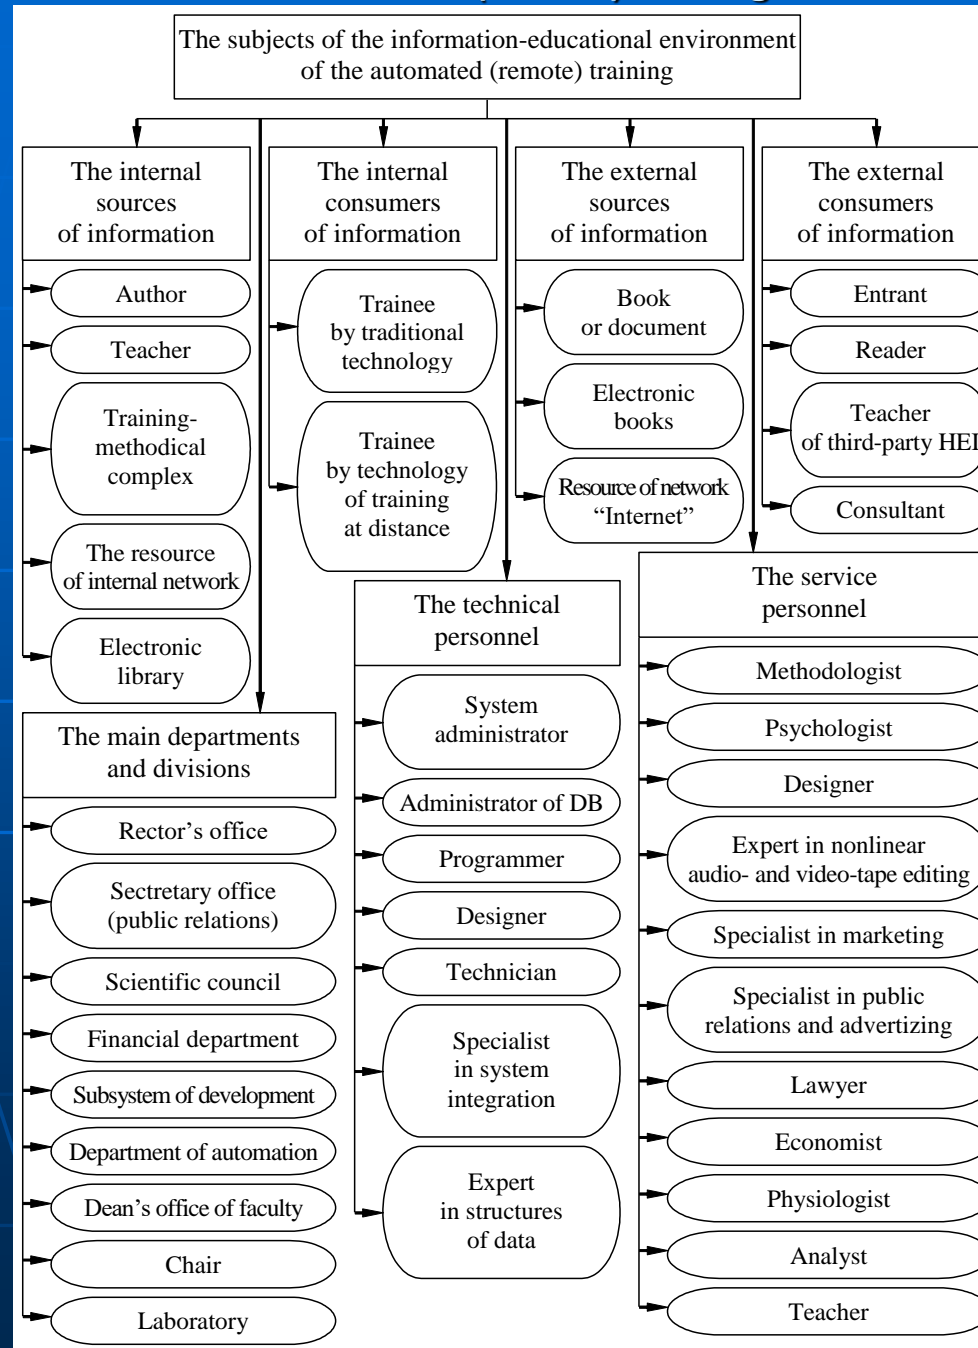 The subjects of the information-educational environment
of the automated (remote) training
The internal
sources
of information
Author
Teacher
Training-
methodical
complex
The resource
of internal network
Electronic
library
The internal
consumers
of information
Trainee
by traditional
technology
Trainee
by technology
of training
at distance
The external
sources
of information
Book
or document
Electronic
books
Resource of network
“Internet”
The external
consumers
of information
Entrant
Reader
Teacher
of third-party HEI
Consultant
The main departments
and divisions
Rector’s office
Sectretary office
(public relations)
Scientific council
Financial department
Subsystem of development
Department of automation
Dean’s office of faculty
Chair
Laboratory
The technical
personnel
System
administrator
Administrator of DB
Programmer
Designer
Technician
Specialist
in system
integration
Expert
in structures
of data
The service
personnel
Methodologist
Psychologist
Designer
Expert in nonlinear
audio- and video-tape editing
Specialist in marketing
Specialist in public
relations and advertizing
Lawyer
Economist
Physiologist
Analyst
Teacher